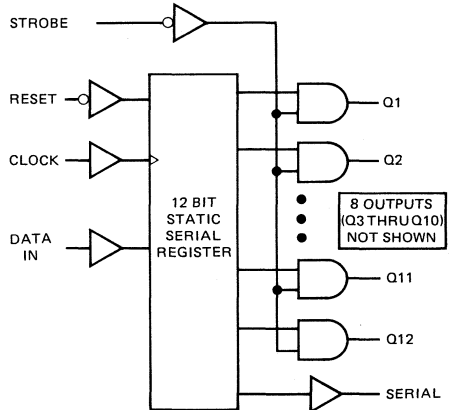 STROBE
RESET
CLOCK
DATA
IN
12 BIT
STATIC
SERIAL
REGISTER
Q1
Q2
8 OUTPUTS
(Q3 THRU Q10)
NOT SHOWN
Q11
Q12
SERIAL